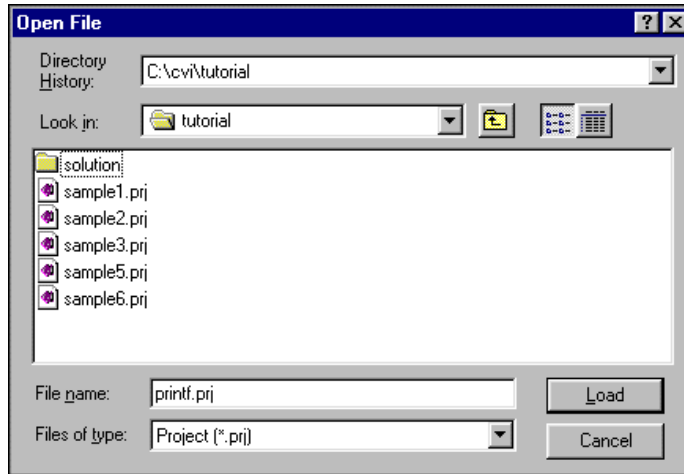 Open File
Directory
History:
C:\cvi\tutorial
Look in:
tutorial
solution
sample1.prj
sample2.prj
sample3.prj
sample5.prj
sample6.prj
File name:
printf.prj
Load
Files of type:
Project (*.prj)
Cancel